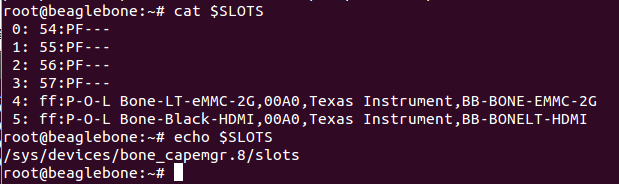 root@beaglebone:~# cat $SLOTS
 0: 54:PF---
 1: 55:PF---
 2: 56:PF---
 3: 57:PF---
 4: ff:P-O-L Bone-LT-eMMC-2G,00A0,Texas Instrument,BB-BONE-EMMC-2G
 5: ff:P-O-L Bone-Black-HDMI,00A0,Texas Instrument,BB-BONELT-HDMI
root@beaglebone:~# echo $SLOTS
/sys/devices/bone_capemgr.8/slots
root@beaglebone:~#